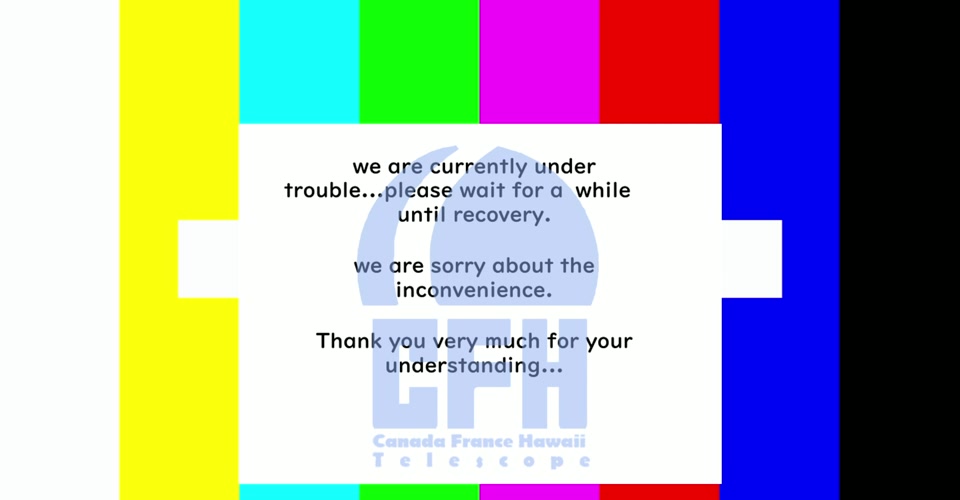 we are currently under
trouble...please wait for a while
until recovery.
we are sorry about the
inconvenience.
Thank you very much for your
understanding...
CFH
Canada France Hawaii
Telescope